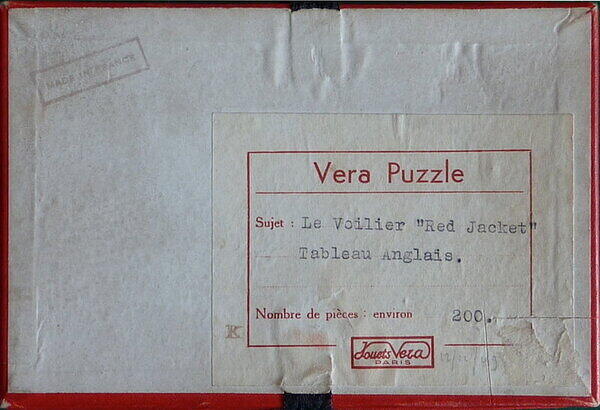 MADE IN FRANCE
Vera Puzzle
Sujet : Le Voilier "Red Jacket"
Tableau Anglais.
Nombre de pièces : environ 200.
K
Jouets Vera
PARIS